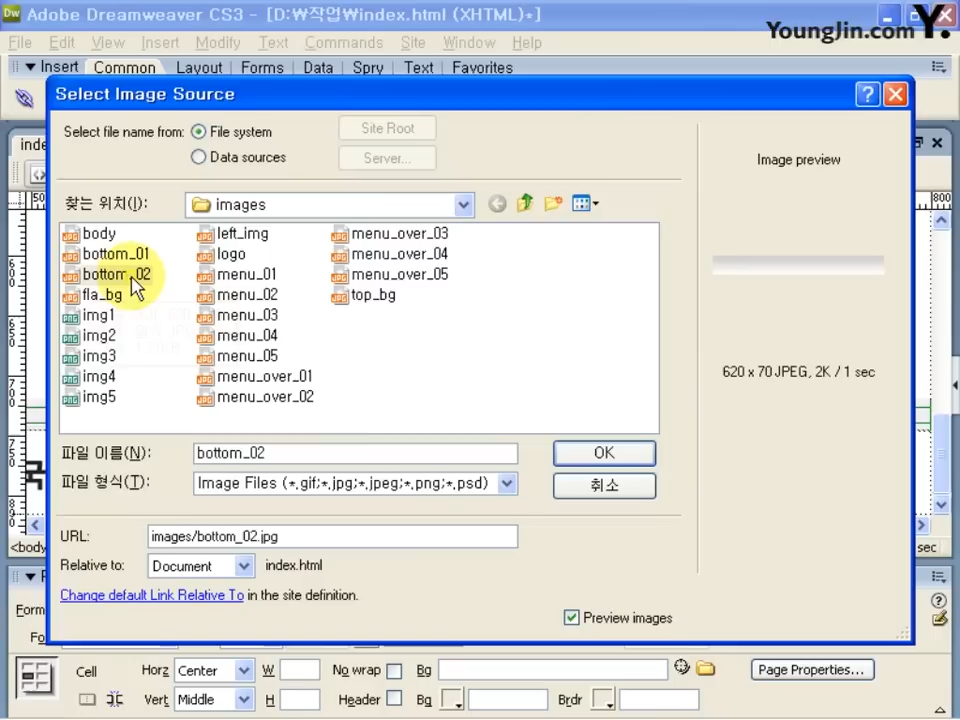 Adobe Dreamweaver CS3 - [D:₩작업₩index.html (XHTML)*]
YoungJin.com Y.
File Edit View Insert Modify Text Commands Site Window Help
▼ Insert Common Layout Forms Data Spry Text Favorites
Select Image Source
Select file name from: File system Site Root
Data sources Server...
Image preview
찾는 위치(I): images
body left_img menu_over_03
bottom_01 logo menu_over_04
bottom_02 menu_01 menu_over_05
fla_bg menu_02 top_bg
img1 menu_03
img2 menu_04
img3 menu_05
img4 menu_over_01
img5 menu_over_02
620 x 70 JPEG, 2K / 1 sec
파일 이름(N): bottom_02 OK
파일 형식(T): Image Files (*.gif;*.jpg;*.jpeg;*.png;*.psd) 취소
URL: images/bottom_02.jpg
Relative to: Document index.html
Change default Link Relative To in the site definition.
Preview images
<body sec
Cell Horz Center W No wrap Bg Page Properties...
Vert Middle H Header Bg Brdr